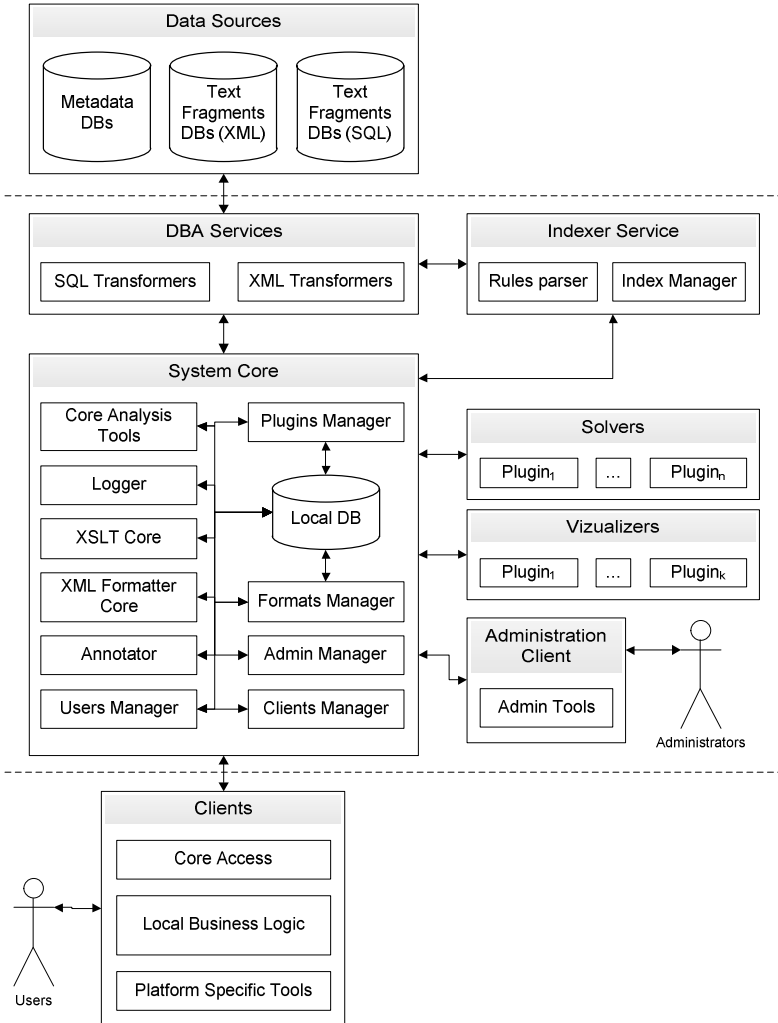 Data Sources
Metadata
DBs
Text
Fragments
DBs (XML)
Text
Fragments
DBs (SQL)
DBA Services
SQL Transformers
XML Transformers
Indexer Service
Rules parser
Index Manager
System Core
Core Analysis
Tools
Logger
XSLT Core
XML Formatter
Core
Annotator
Users Manager
Plugins Manager
Local DB
Formats Manager
Admin Manager
Clients Manager
Solvers
Plugin₁
...
Pluginₙ
Vizualizers
Plugin₁
...
Pluginₖ
Administration
Client
Admin Tools
Administrators
Clients
Core Access
Local Business Logic
Platform Specific Tools
Users